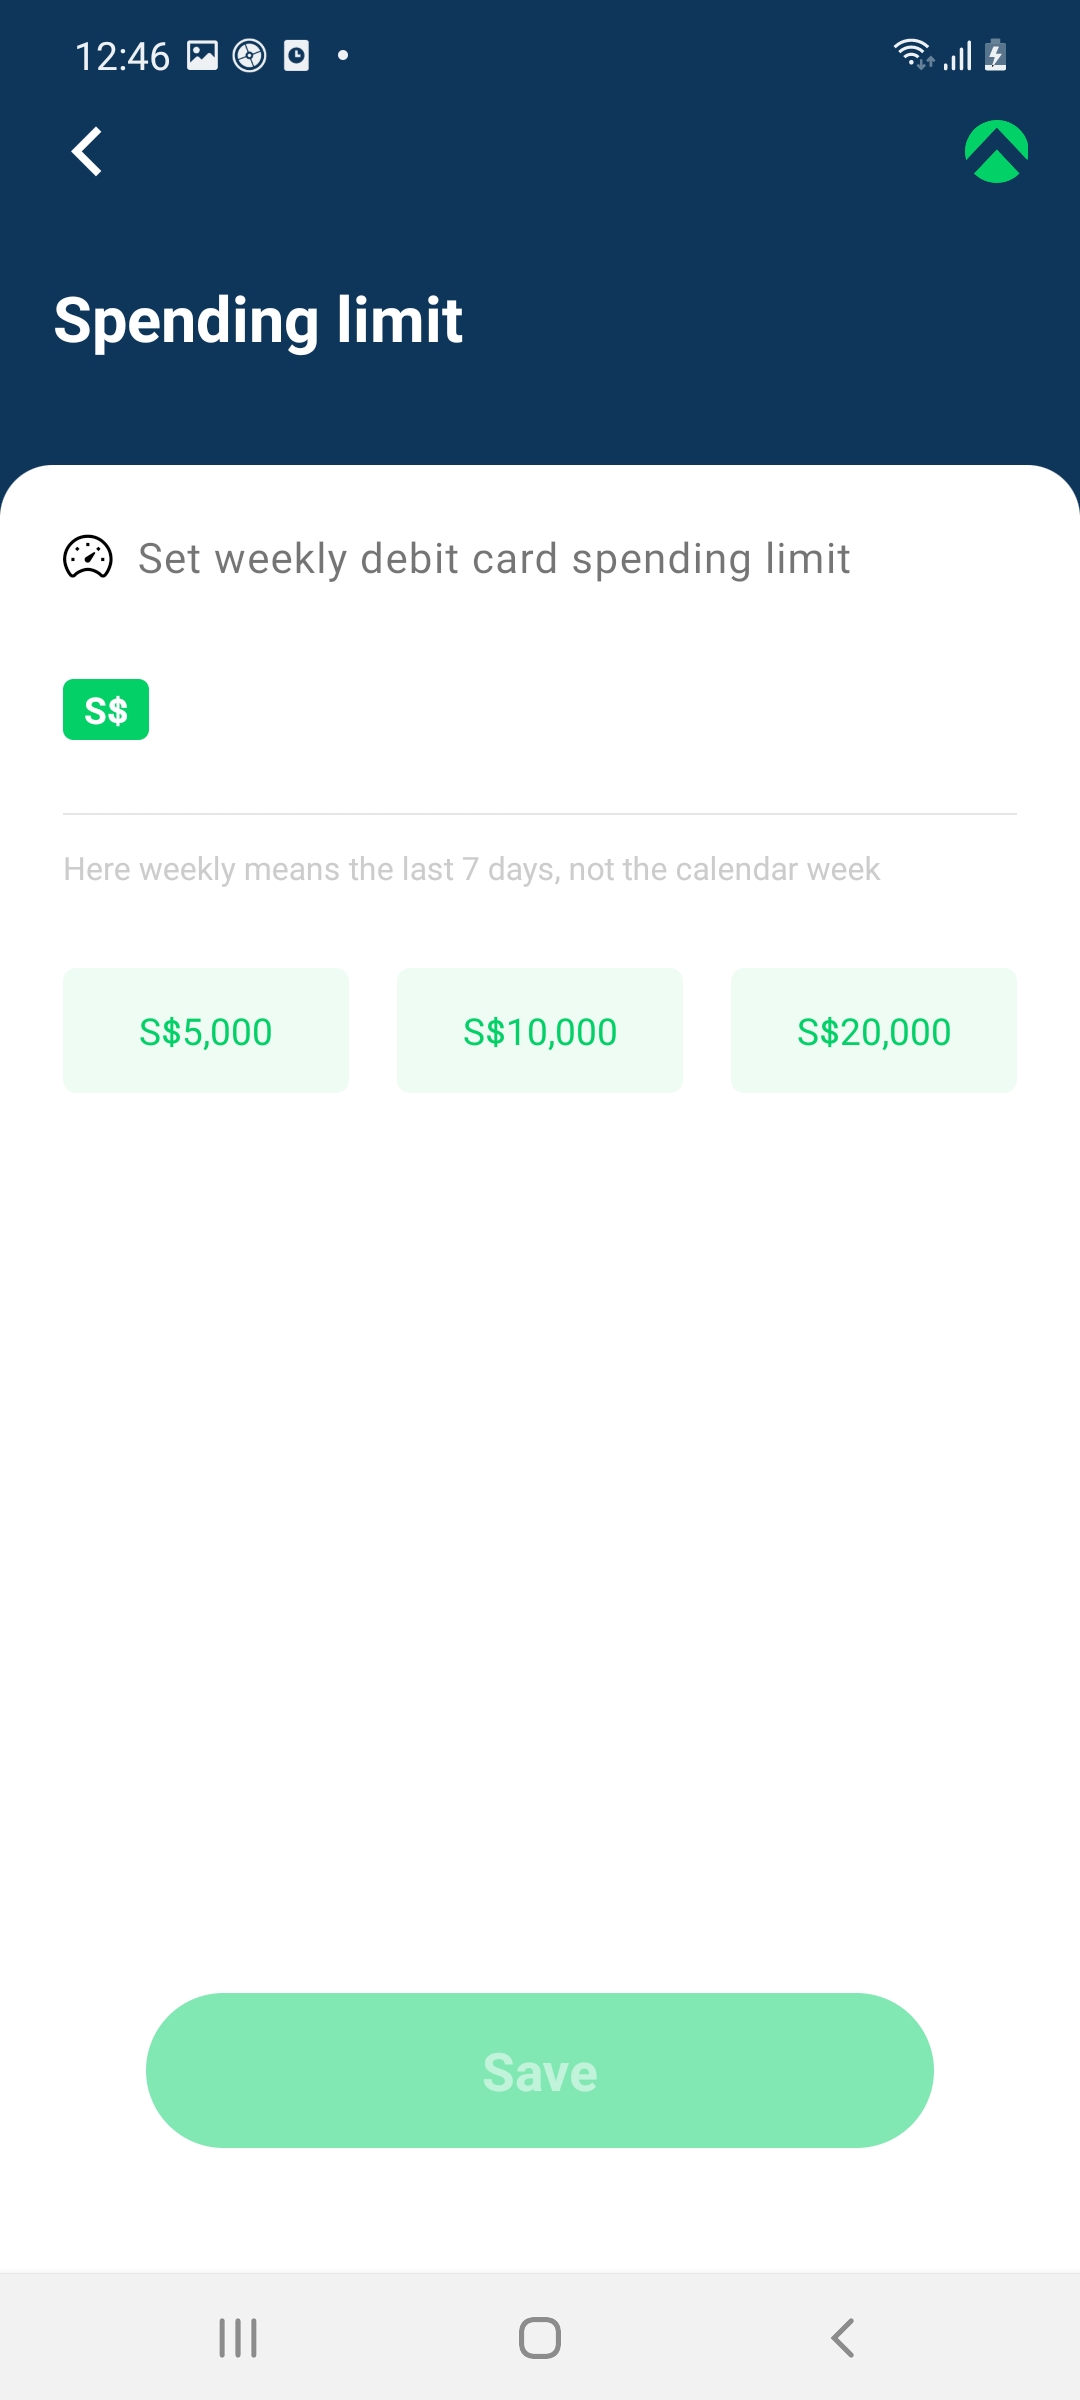 12:46
Spending limit
Set weekly debit card spending limit
S$
Here weekly means the last 7 days, not the calendar week
S$5,000 S$10,000 S$20,000
Save